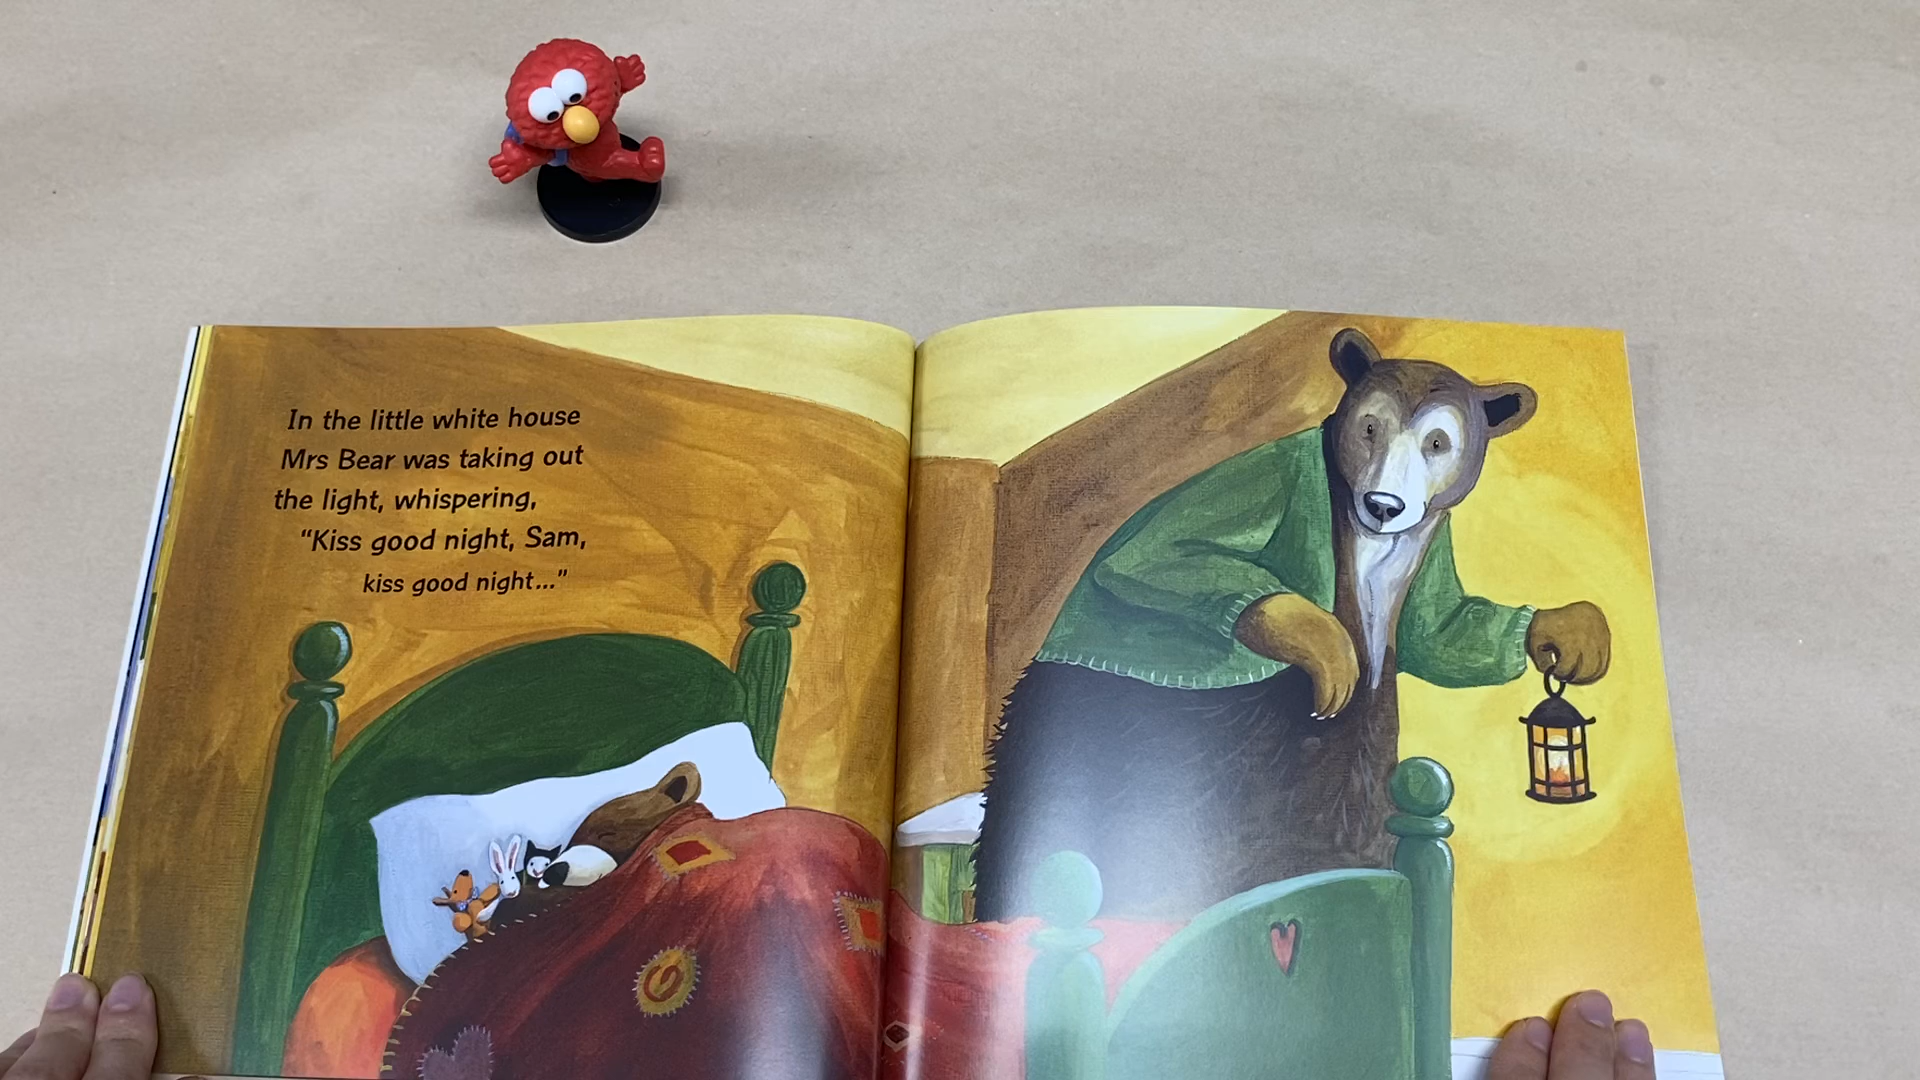 In the little white house
Mrs Bear was taking out
the light, whispering,
“Kiss good night, Sam,
kiss good night...”